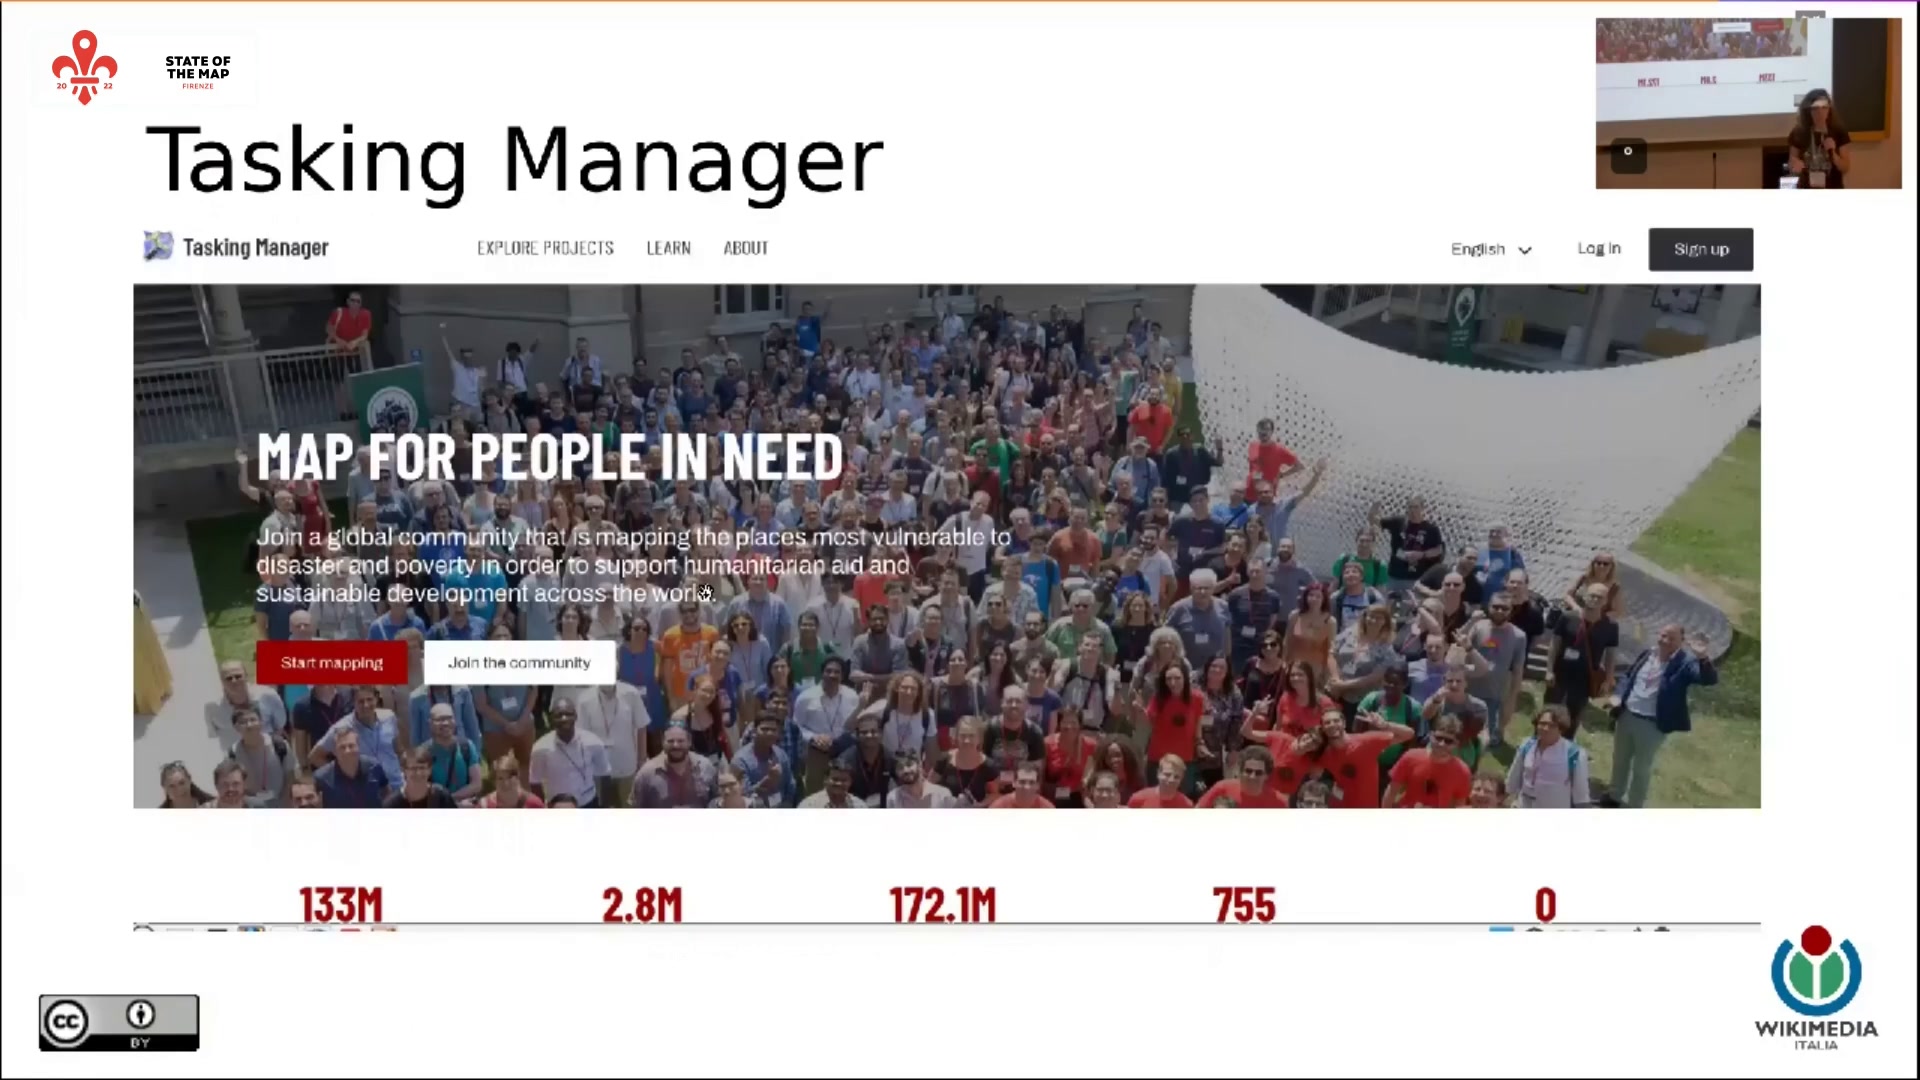 20 22
STATE OF
THE MAP
FIRENZE
Tasking Manager
Tasking Manager
EXPLORE PROJECTS
LEARN
ABOUT
English
Log in
Sign up
MAP FOR PEOPLE IN NEED
Join a global community that is mapping the places most vulnerable to
disaster and poverty in order to support humanitarian aid and
sustainable development across the world.
Start mapping
Join the community
133M
2.8M
172.1M
755
0
CC
BY
WIKIMEDIA
ITALIA